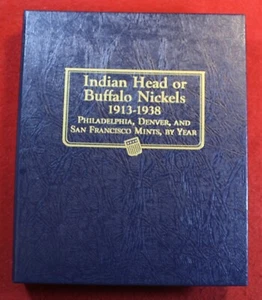 Indian Head or
Buffalo Nickels
1913-1938
Philadelphia, Denver, and
San Francisco Mints, by Year